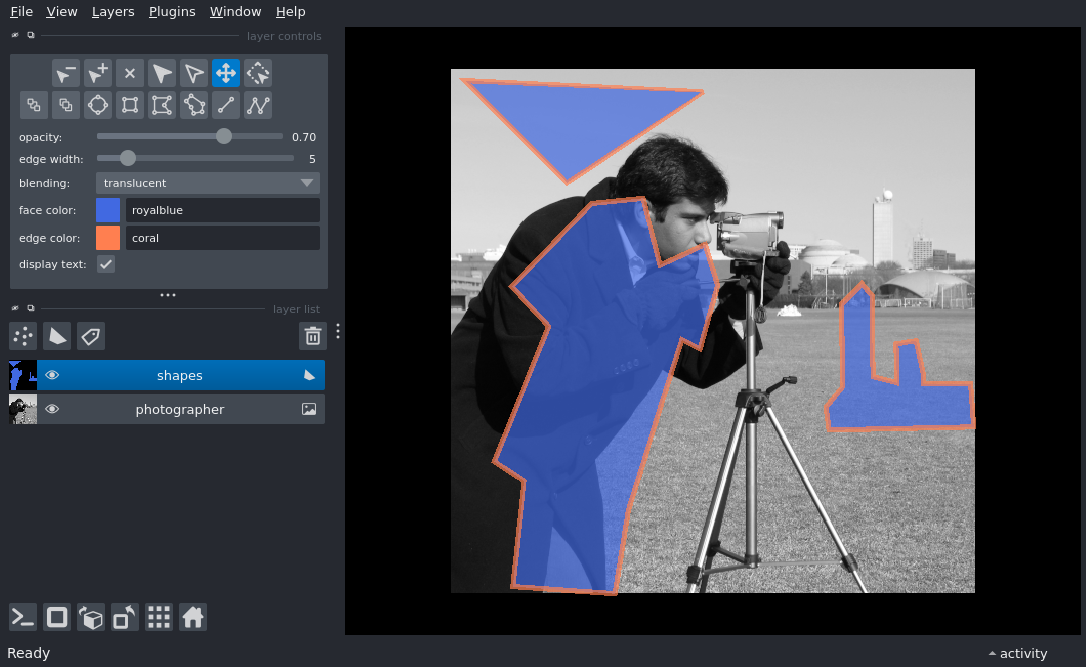 File View Layers Plugins Window Help
layer controls
opacity: 0.70
edge width: 5
blending: translucent
face color: royalblue
edge color: coral
display text:
layer list
shapes
photographer
Ready
activity